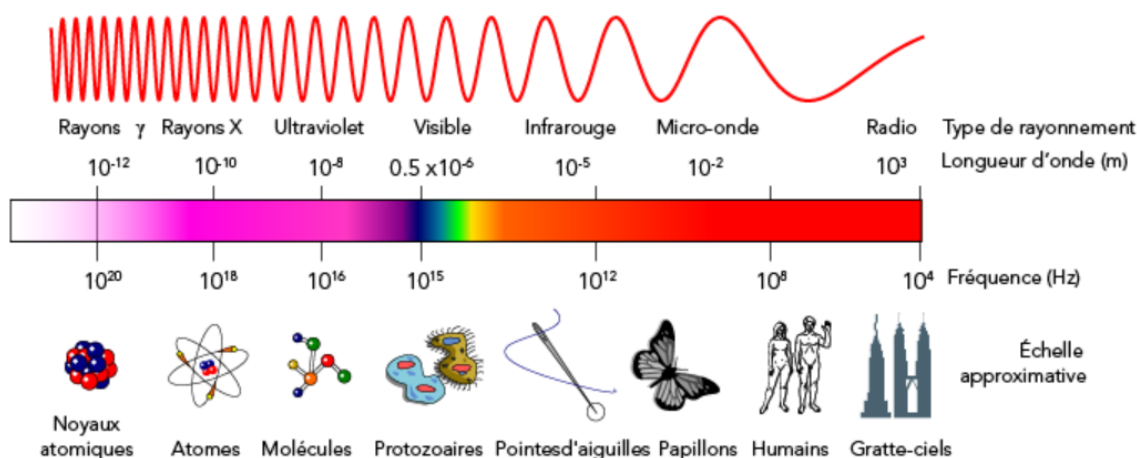 Rayons γ Rayons X Ultraviolet Visible Infrarouge Micro-onde Radio Type de rayonnement
10⁻¹² 10⁻¹⁰ 10⁻⁸ 0.5 x10⁻⁶ 10⁻⁵ 10⁻² 10³ Longueur d'onde (m)
10²⁰ 10¹⁸ 10¹⁶ 10¹⁵ 10¹² 10⁸ 10⁴ Fréquence (Hz)
Échelle
approximative
Noyaux
atomiques Atomes Molécules Protozoaires Pointesd'aiguilles Papillons Humains Gratte-ciels